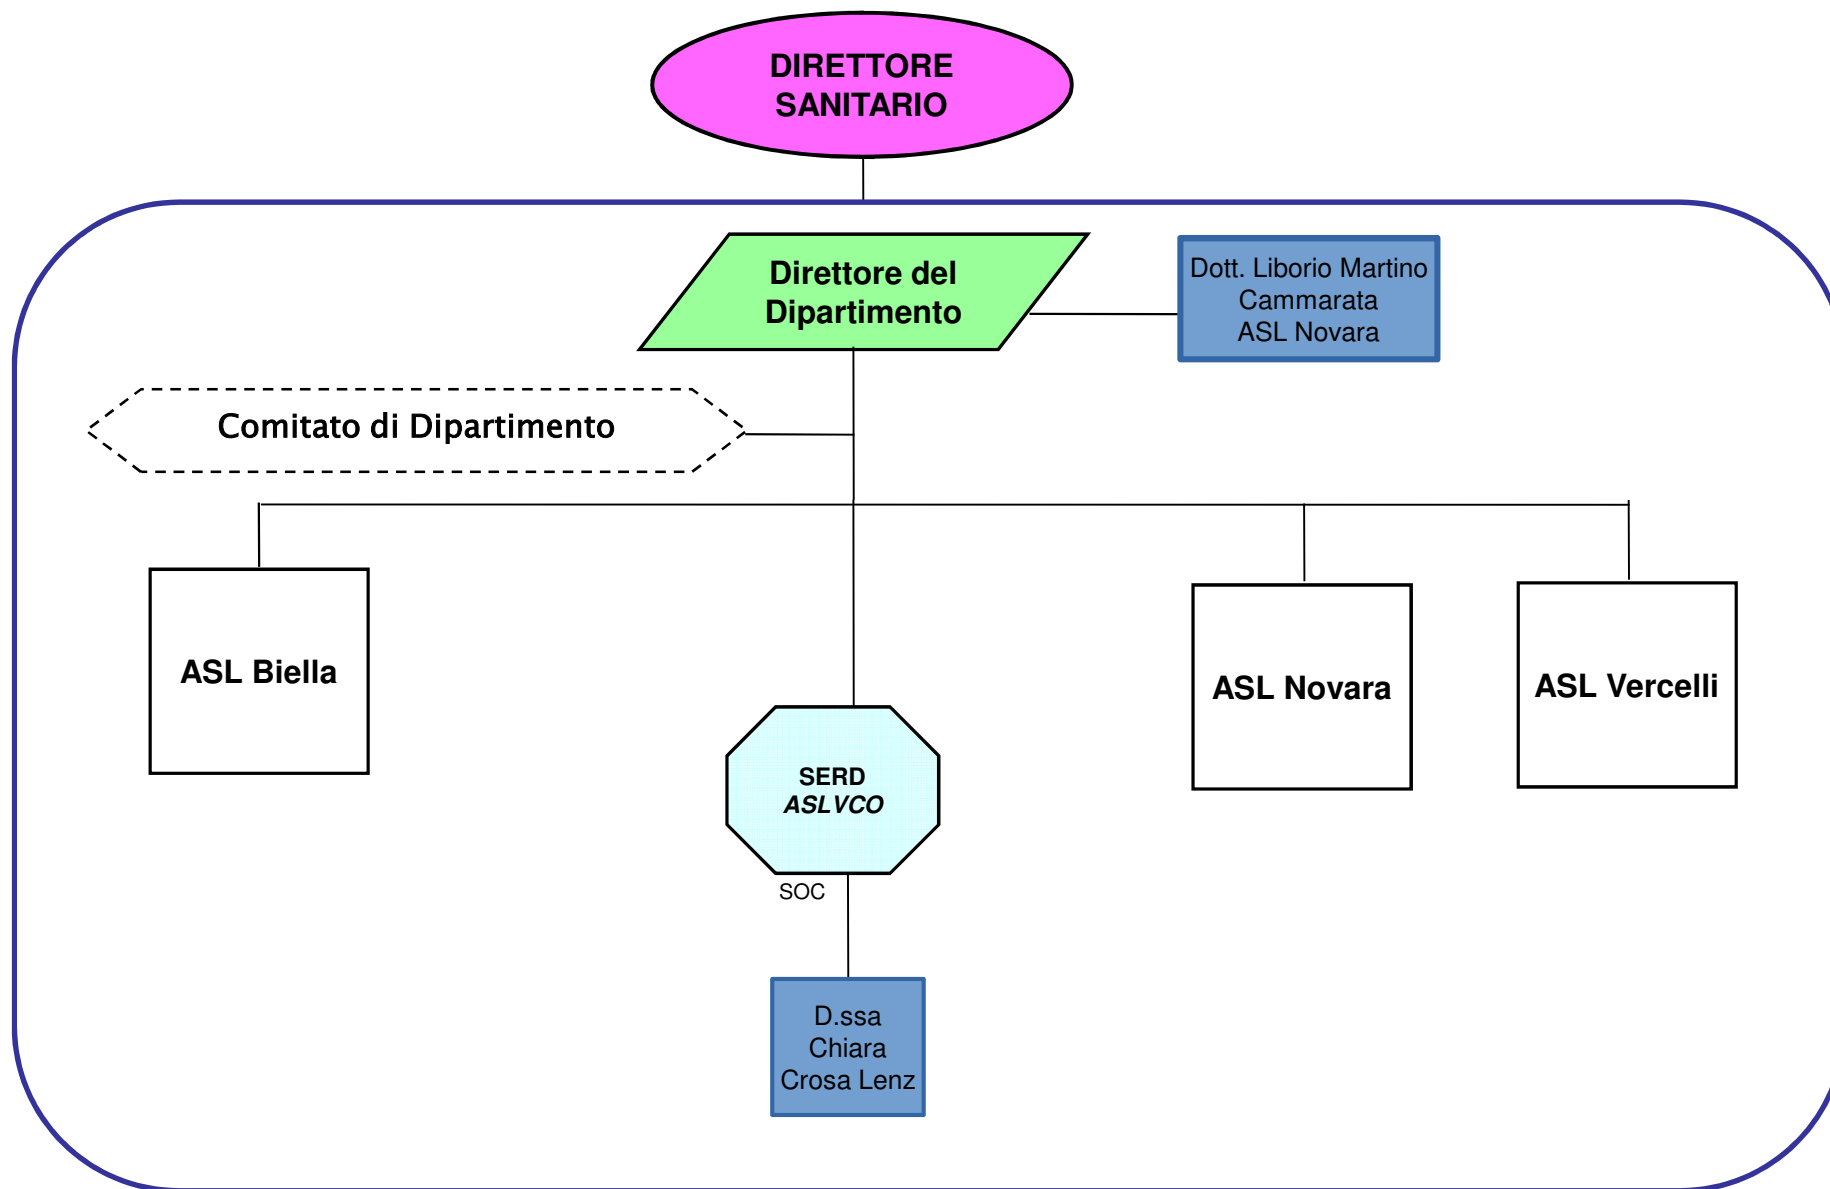 DIRETTORE
SANITARIO
Direttore del
Dipartimento
Dott. Liborio Martino
Cammarata
ASL Novara
Comitato di Dipartimento
ASL Biella
ASL Novara
ASL Vercelli
SERD
ASLVCO
SOC
D.ssa
Chiara
Crosa Lenz